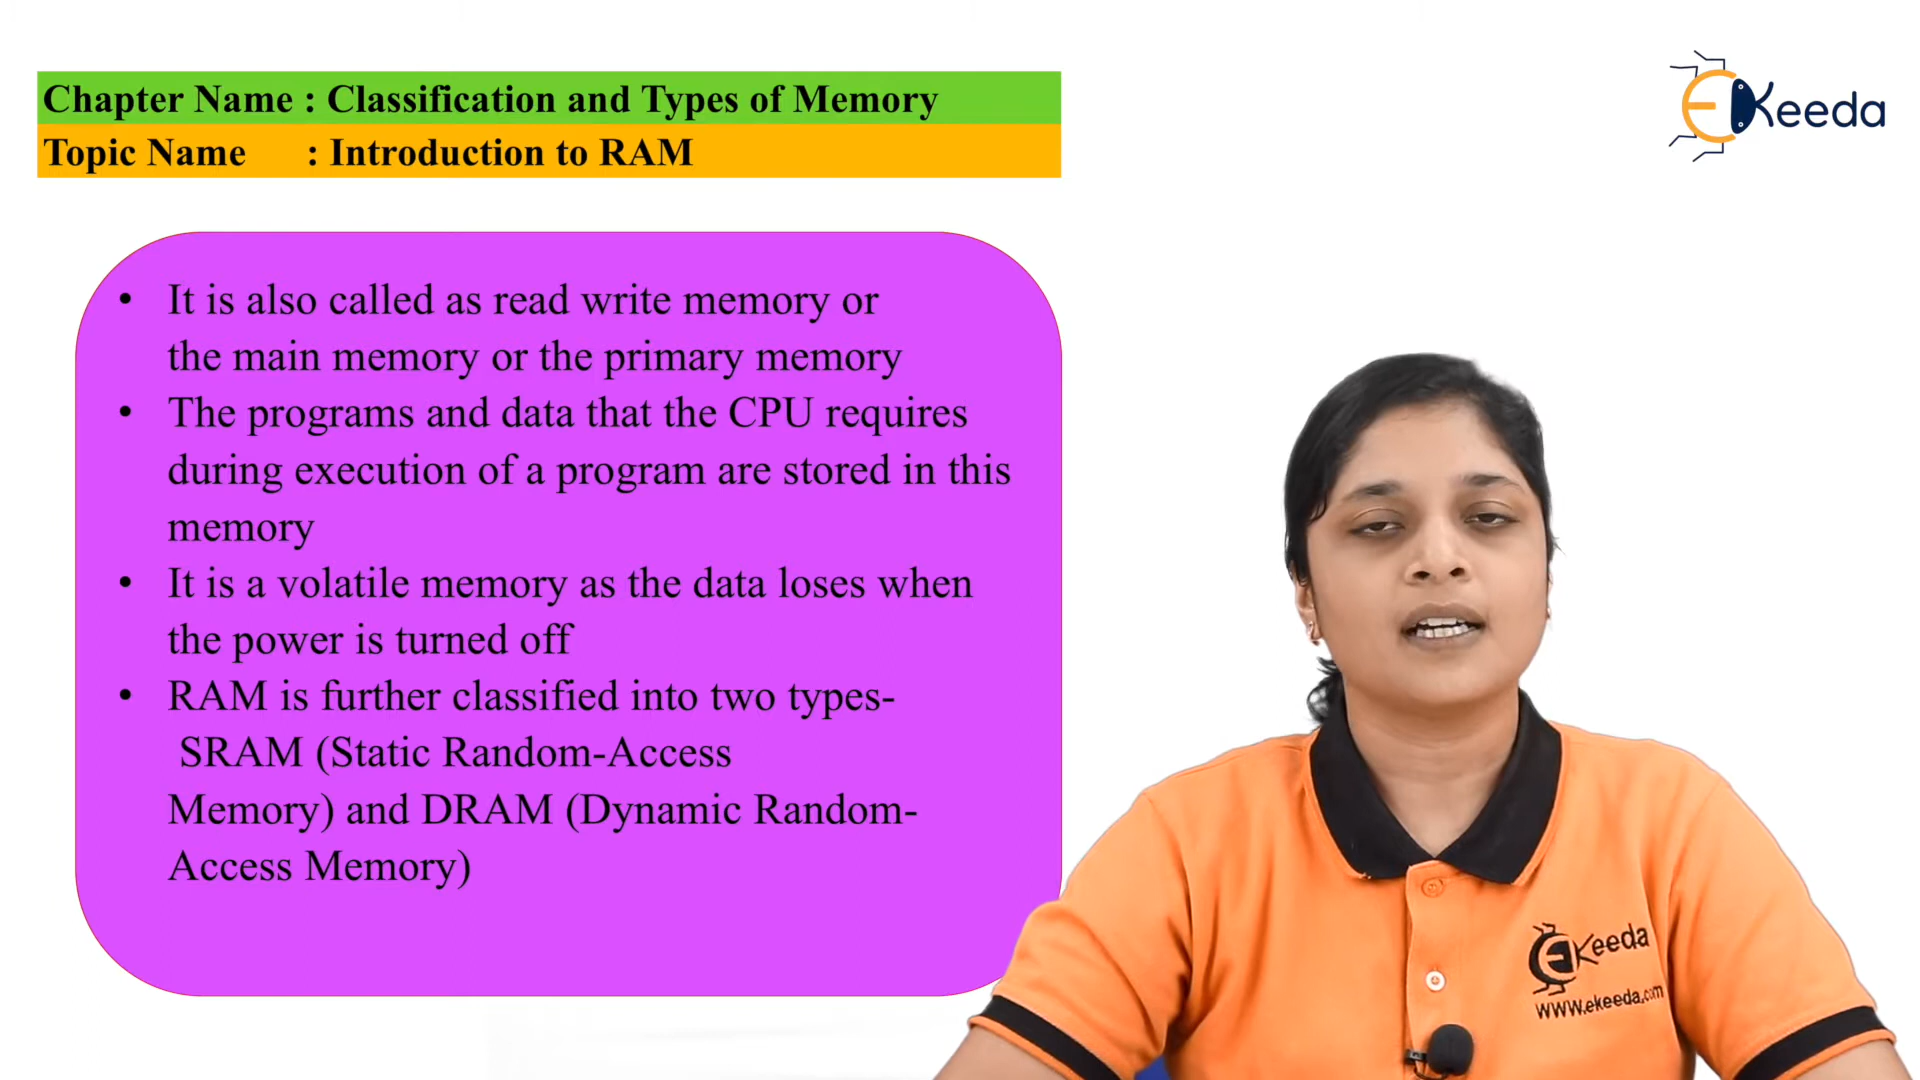 Chapter Name : Classification and Types of Memory
Topic Name : Introduction to RAM
EKeeda
• It is also called as read write memory or
the main memory or the primary memory
• The programs and data that the CPU requires
during execution of a program are stored in this
memory
• It is a volatile memory as the data loses when
the power is turned off
• RAM is further classified into two types-
SRAM (Static Random-Access
Memory) and DRAM (Dynamic Random-
Access Memory)
EKeeda
www.ekeeda.com